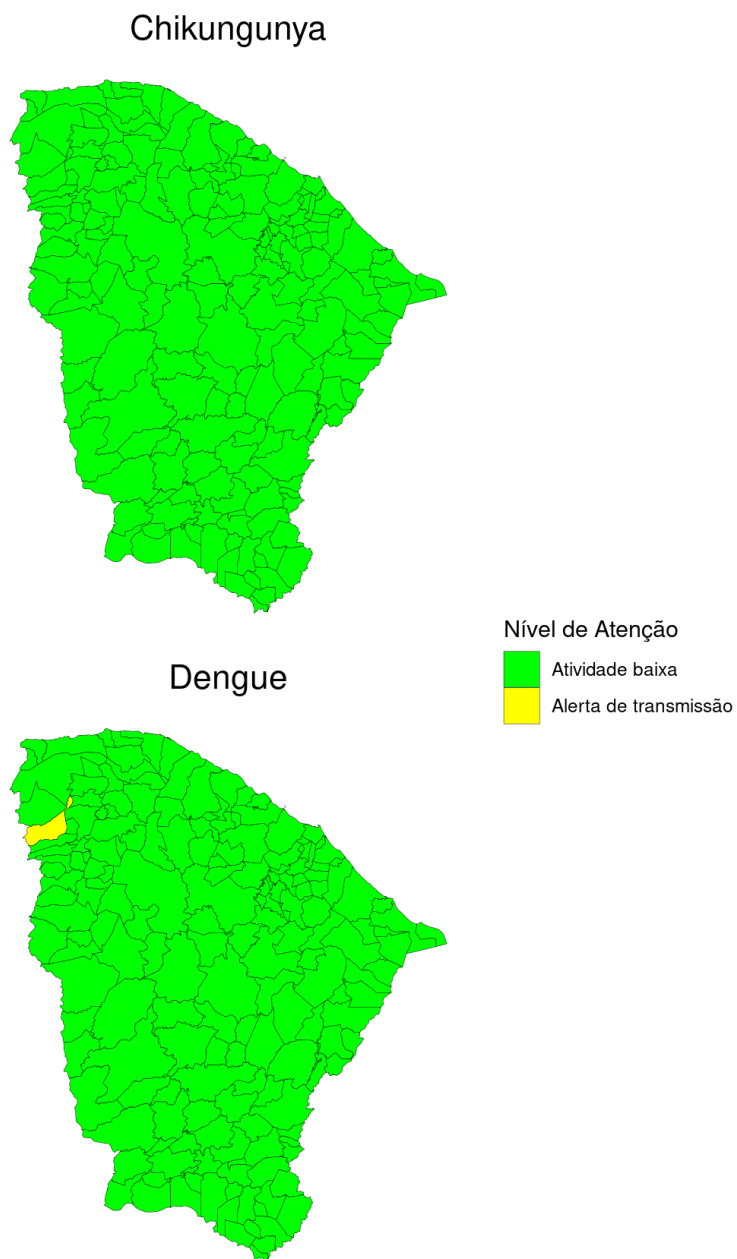 Chikungunya
Nível de Atenção
Atividade baixa
Alerta de transmissão
Dengue